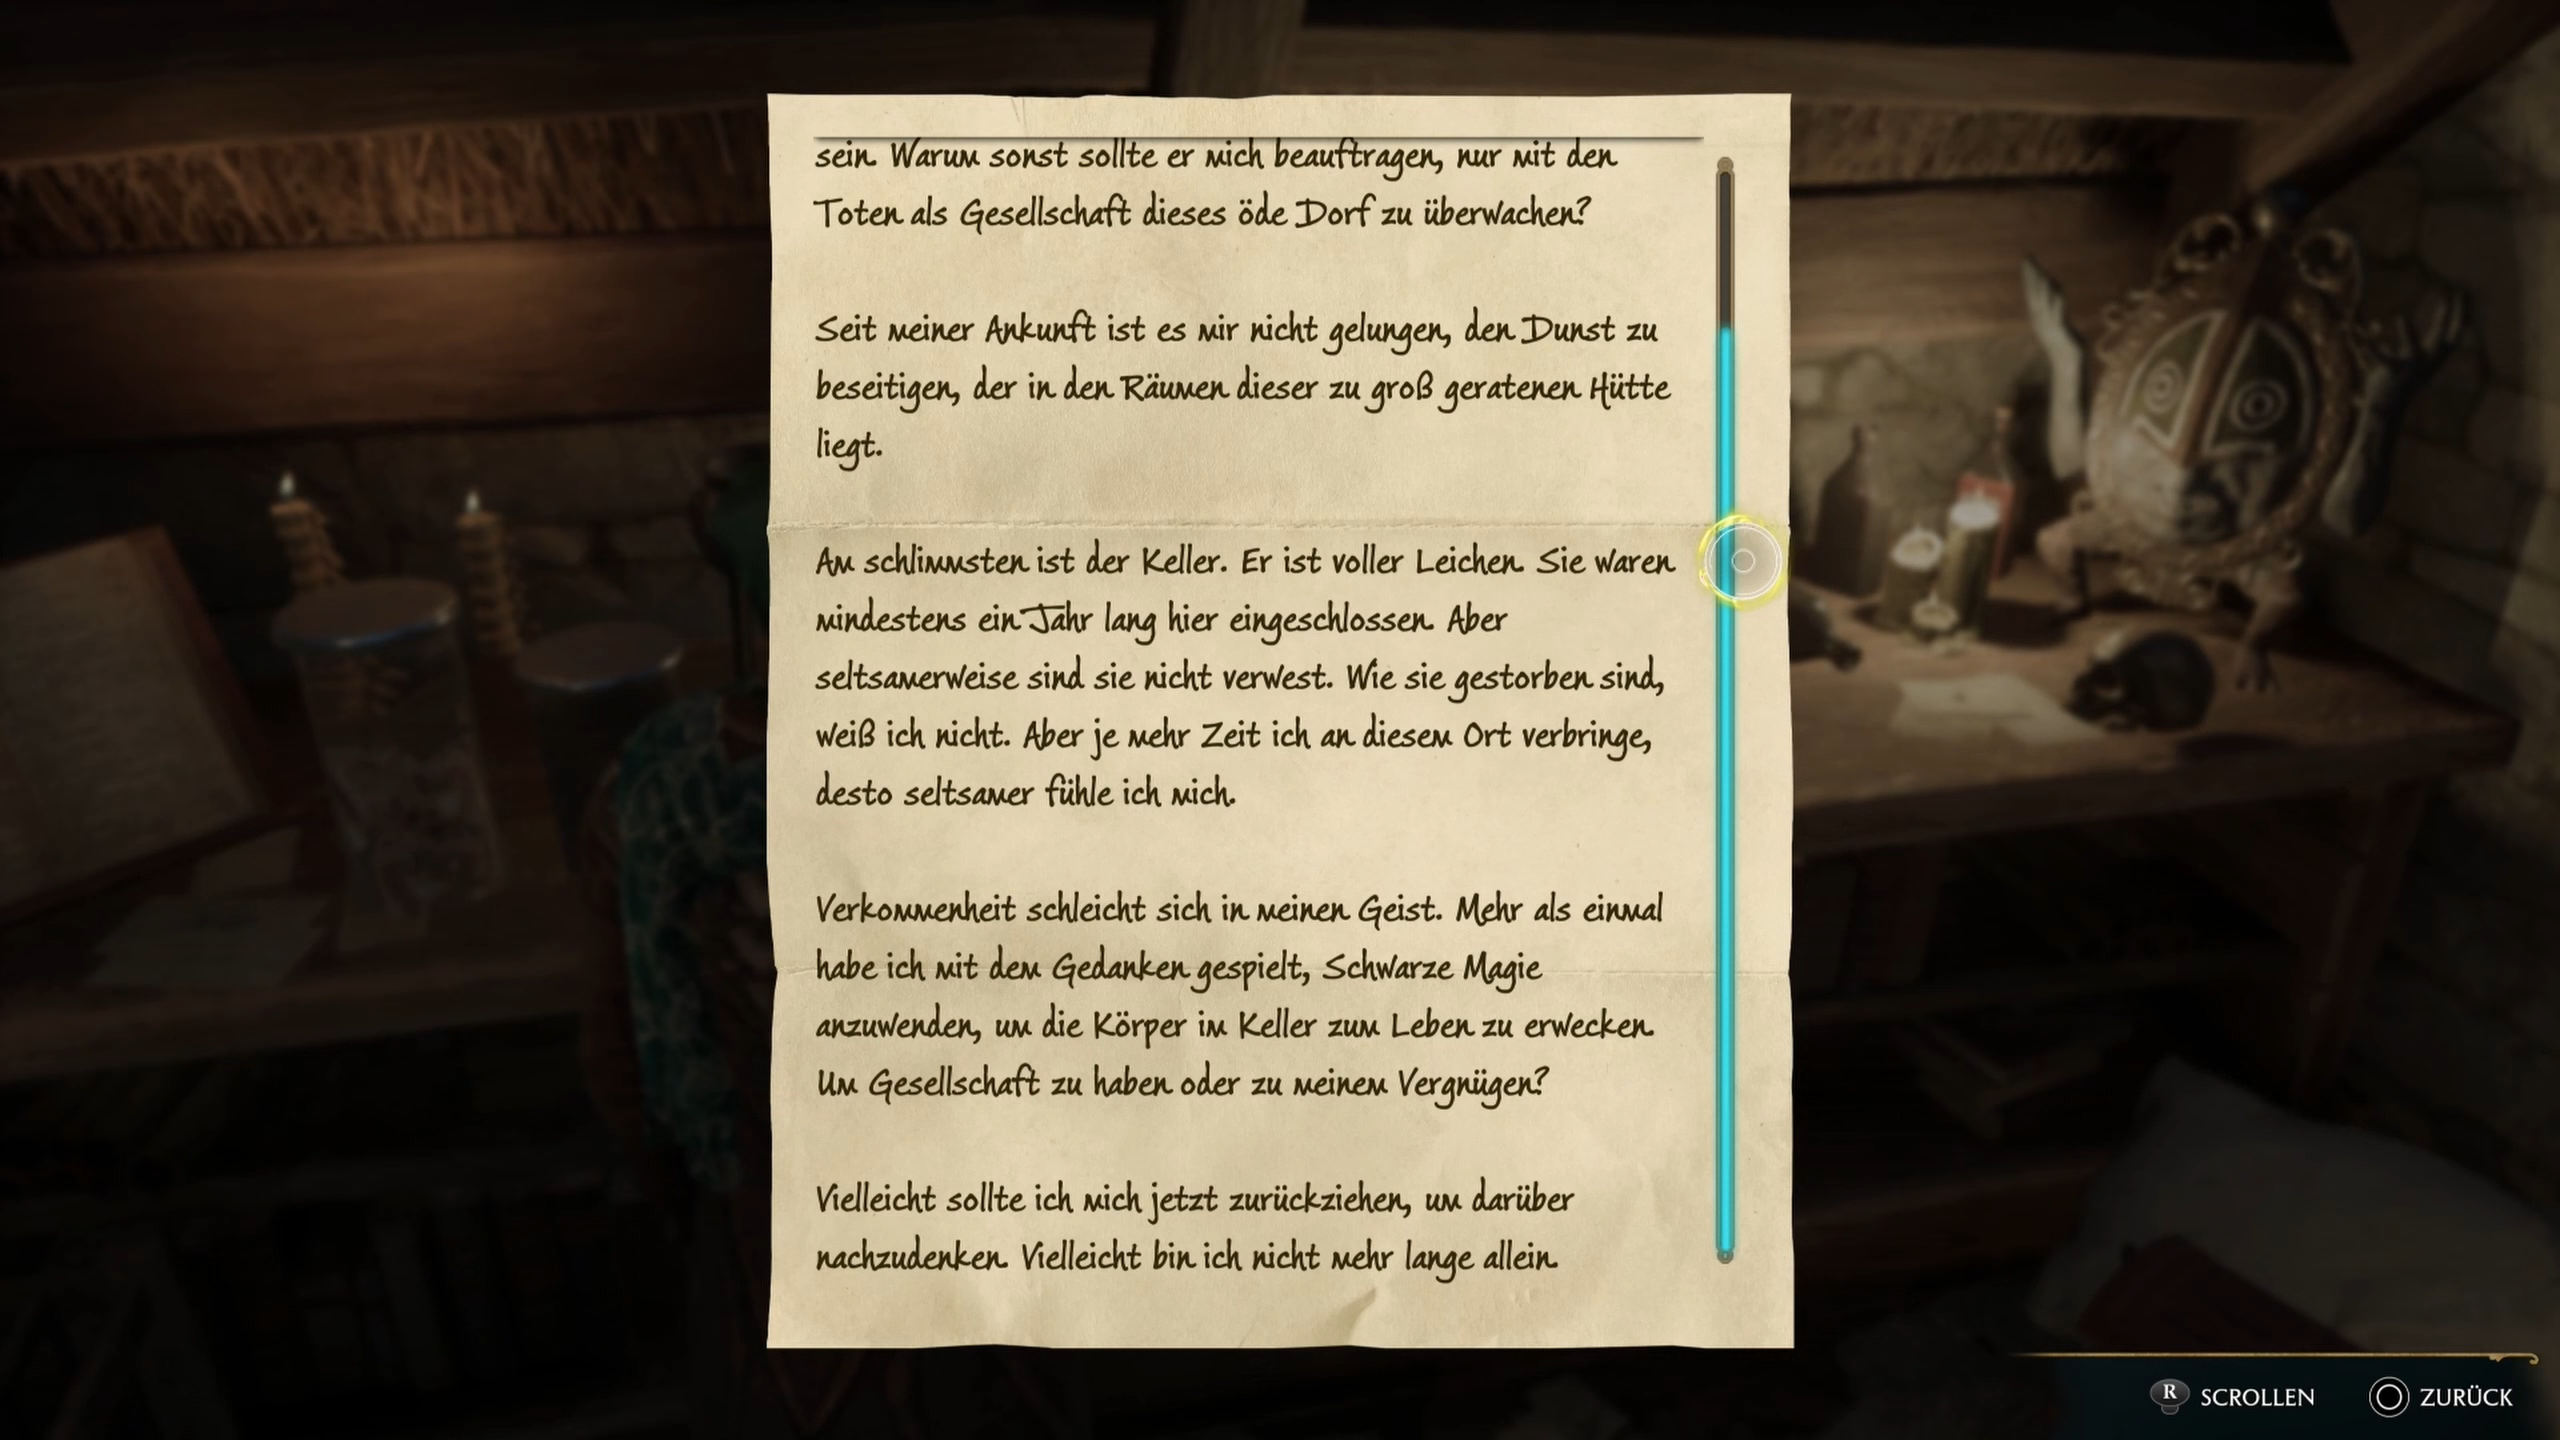 sein. Warum sonst sollte er mich beauftragen, nur mit den
Toten als Gesellschaft dieses öde Dorf zu überwachen?
Seit meiner Ankunft ist es mir nicht gelungen, den Dunst zu
beseitigen, der in den Räumen dieser zu groß geratenen Hütte
liegt.
Am schlimmsten ist der Keller. Er ist voller Leichen. Sie waren
mindestens ein Jahr lang hier eingeschlossen. Aber
seltsamerweise sind sie nicht verwest. Wie sie gestorben sind,
weiß ich nicht. Aber je mehr Zeit ich an diesem Ort verbringe,
desto seltsamer fühle ich mich.
Verkommenheit schleicht sich in meinen Geist. Mehr als einmal
habe ich mit dem Gedanken gespielt, Schwarze Magie
anzuwenden, um die Körper im Keller zum Leben zu erwecken.
Um Gesellschaft zu haben oder zu meinem Vergnügen?
Vielleicht sollte ich mich jetzt zurückziehen, um darüber
nachzudenken. Vielleicht bin ich nicht mehr lange allein.
R SCROLLEN
ZURÜCK